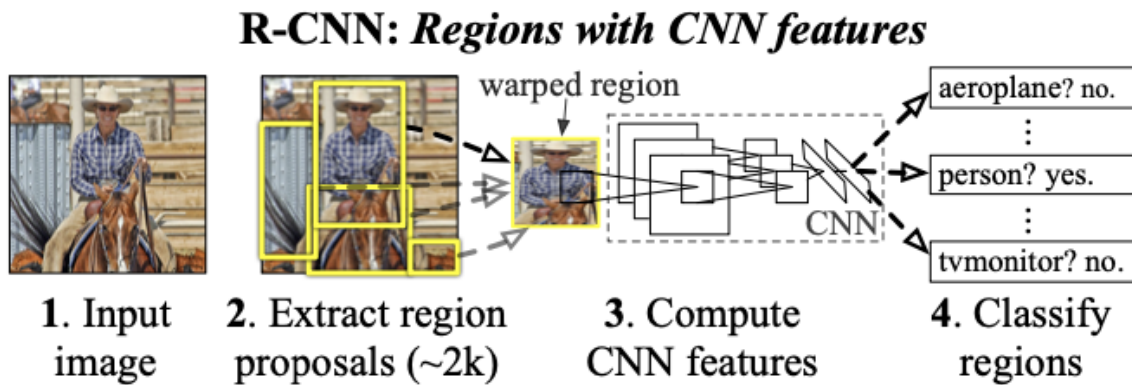 R-CNN: Regions with CNN features
warped region
aeroplane? no.
person? yes.
CNN
tvmonitor? no.
1. Input
image
2. Extract region
proposals (~2k)
3. Compute
CNN features
4. Classify
regions